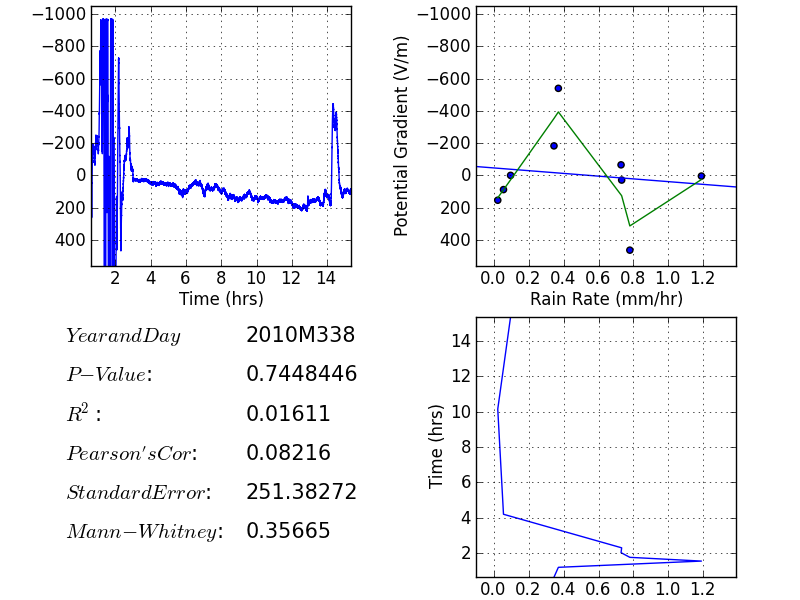 −1000
−800
−600
−400
−200
0
200
400
2 4 6 8 10 12 14
Time (hrs)
Potential Gradient (V/m)
−1000
−800
−600
−400
−200
0
200
400
0.0 0.2 0.4 0.6 0.8 1.0 1.2
Rain Rate (mm/hr)
YearandDay 2010M338
P−Value: 0.7448446
R²: 0.01611
Pearson'sCor: 0.08216
StandardError: 251.38272
Mann−Whitney: 0.35665
Time (hrs)
14
12
10
8
6
4
2
0.0 0.2 0.4 0.6 0.8 1.0 1.2